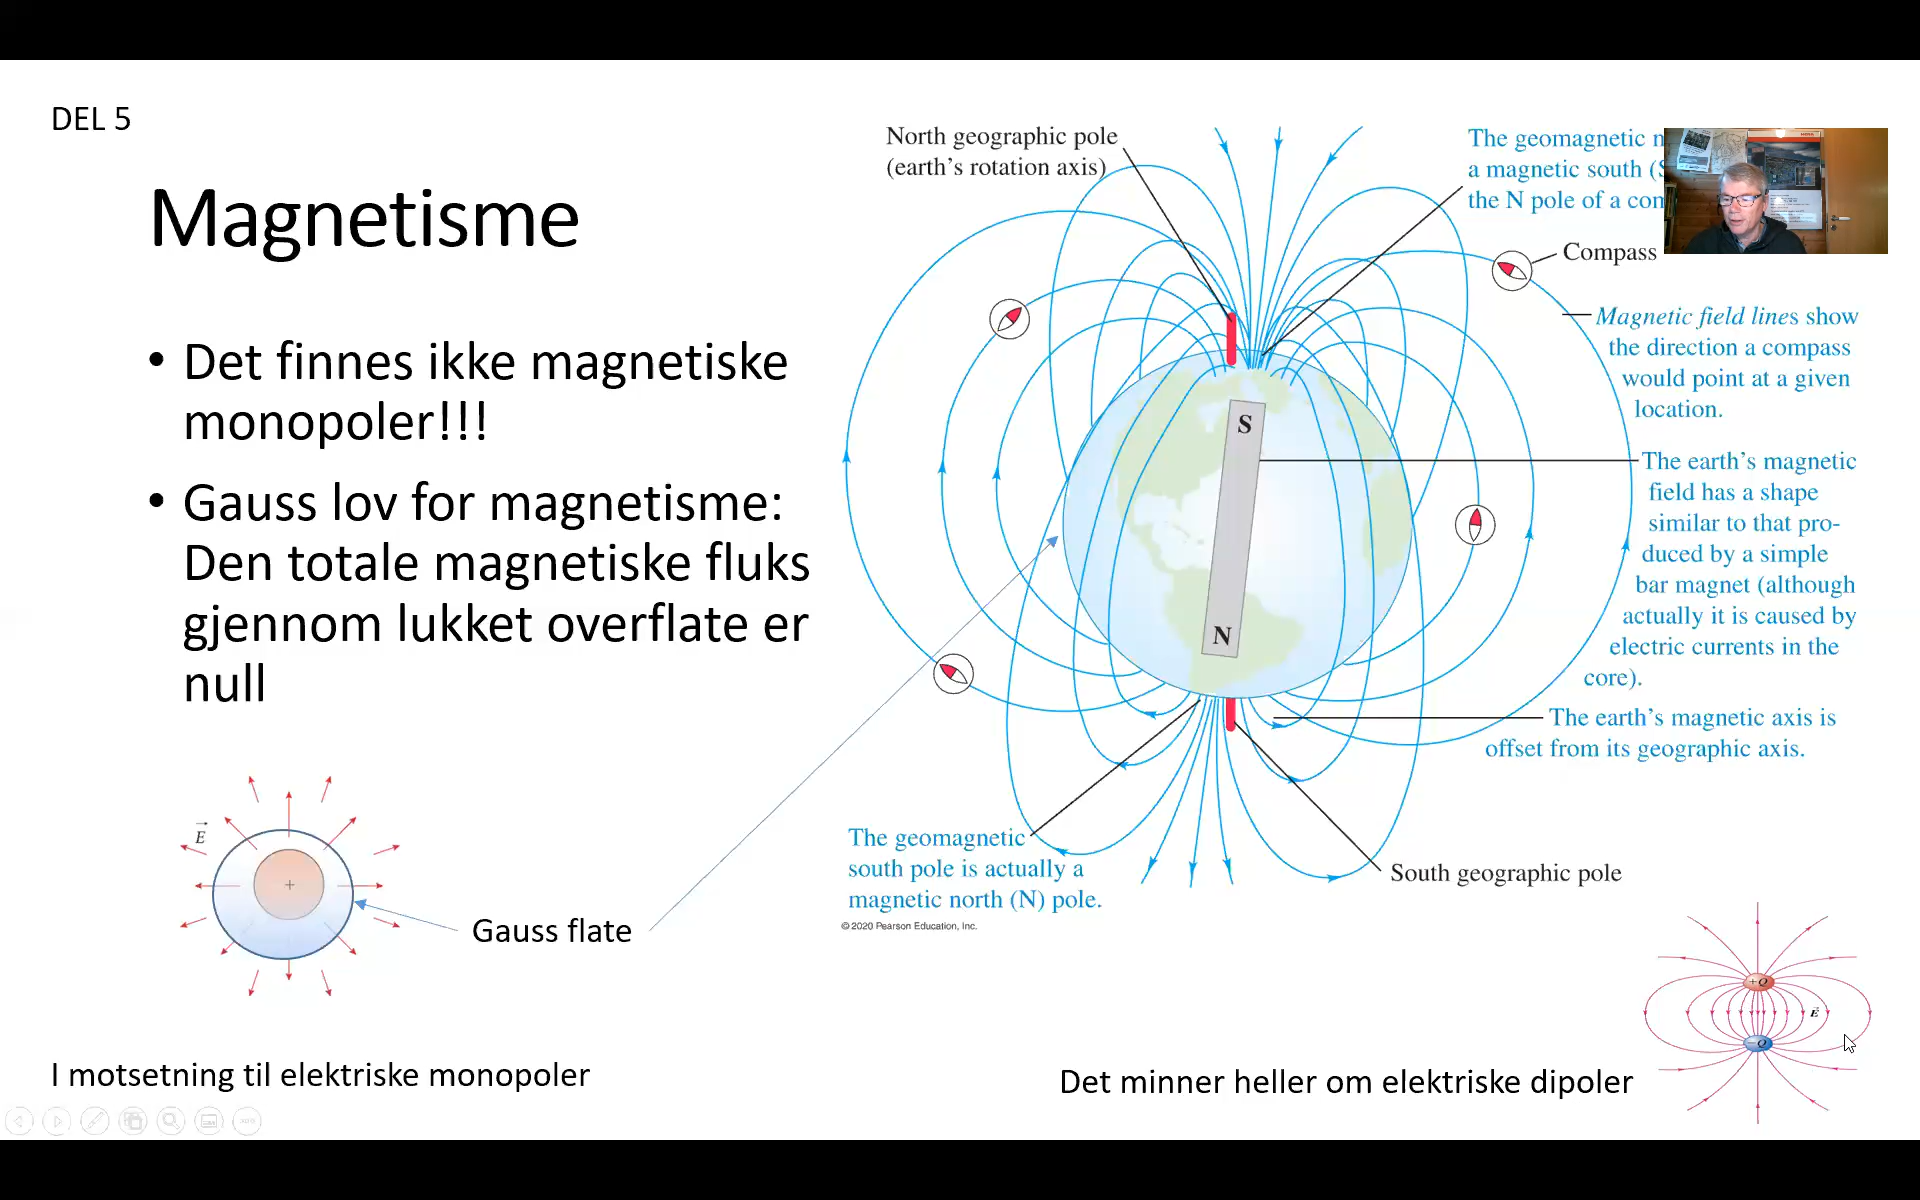 DEL 5
Magnetisme
• Det finnes ikke magnetiske
monopoler!!!
• Gauss lov for magnetisme:
Den totale magnetiske fluks
gjennom lukket overflate er
null
E
+
Gauss flate
I motsetning til elektriske monopoler
North geographic pole
(earth’s rotation axis)
The geomagnetic
a magnetic south
the N pole of a
Compass
Magnetic field lines show
the direction a compass
would point at a given
location.
S
N
The earth’s magnetic
field has a shape
similar to that pro-
duced by a simple
bar magnet (although
actually it is caused by
electric currents in the
core).
The earth’s magnetic axis is
offset from its geographic axis.
The geomagnetic
south pole is actually a
magnetic north (N) pole.
South geographic pole
© 2020 Pearson Education, Inc.
+Q
E
−Q
Det minner heller om elektriske dipoler